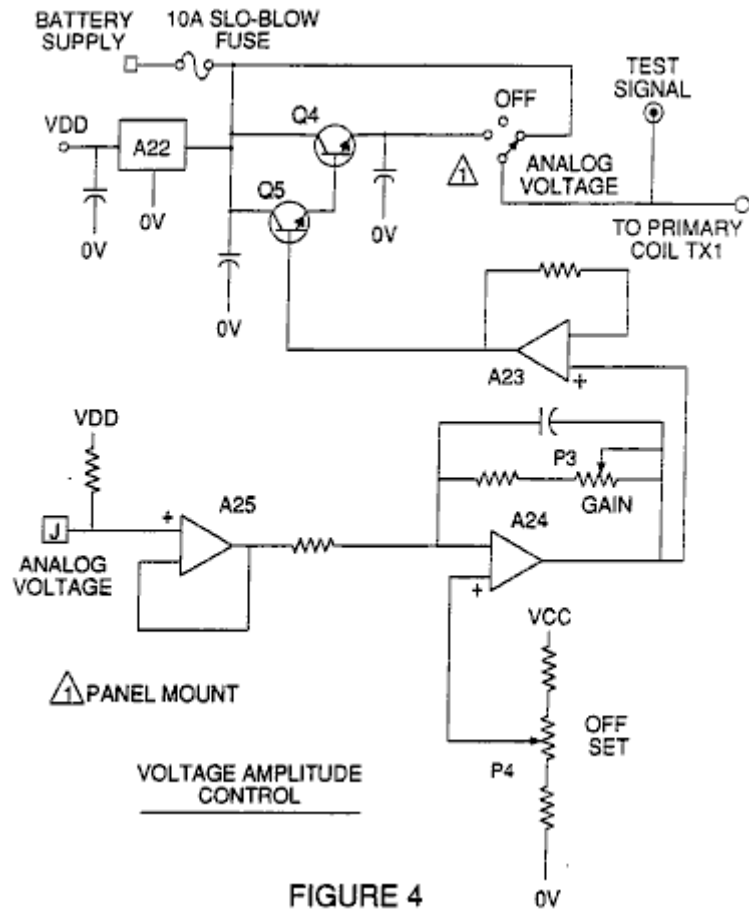 BATTERY
SUPPLY
10A SLO-BLOW
FUSE
TEST
SIGNAL
OFF
Q4
VDD
A22
1
ANALOG
VOLTAGE
Q5
0V
0V
0V
0V
TO PRIMARY
COIL TX1
A23
+
VDD
P3
GAIN
A25
+
J
A24
+
ANALOG
VOLTAGE
VCC
1 PANEL MOUNT
OFF
SET
P4
VOLTAGE AMPLITUDE
CONTROL
0V
FIGURE 4